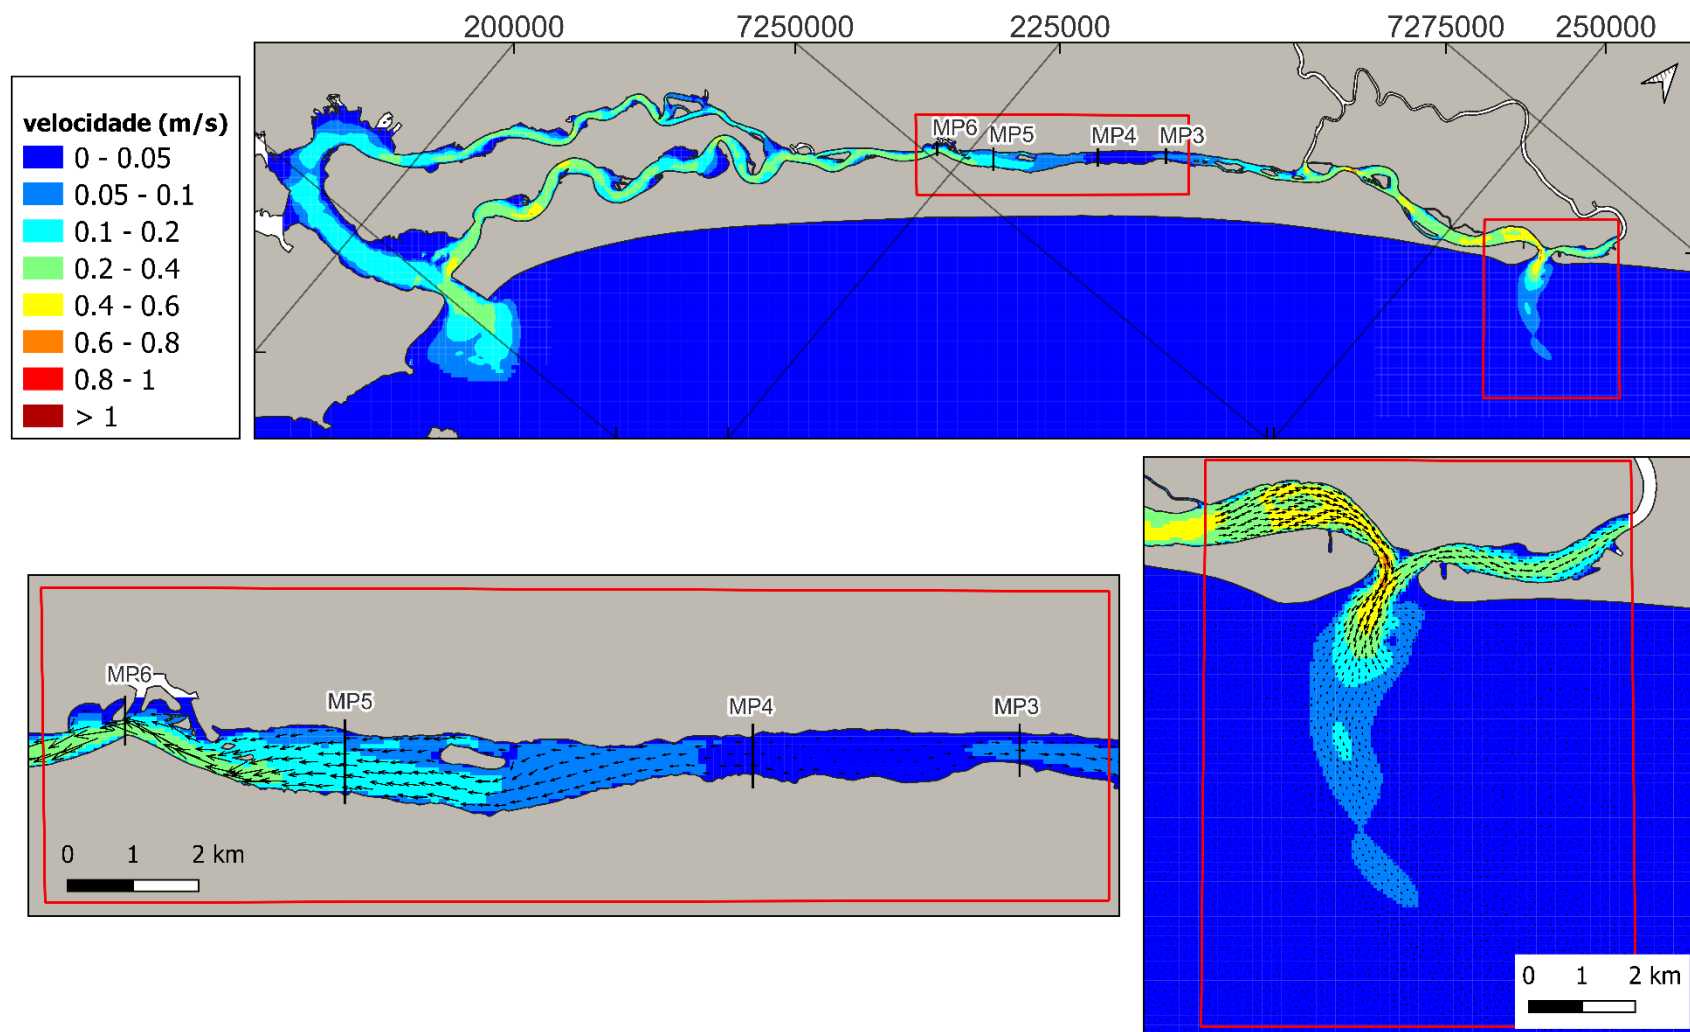 200000 7250000 225000 7275000 250000
velocidade (m/s)
0 - 0.05
0.05 - 0.1
0.1 - 0.2
0.2 - 0.4
0.4 - 0.6
0.6 - 0.8
0.8 - 1
> 1
MP6 MP5 MP4 MP3
MP6 MP5 MP4 MP3
0 1 2 km
0 1 2 km